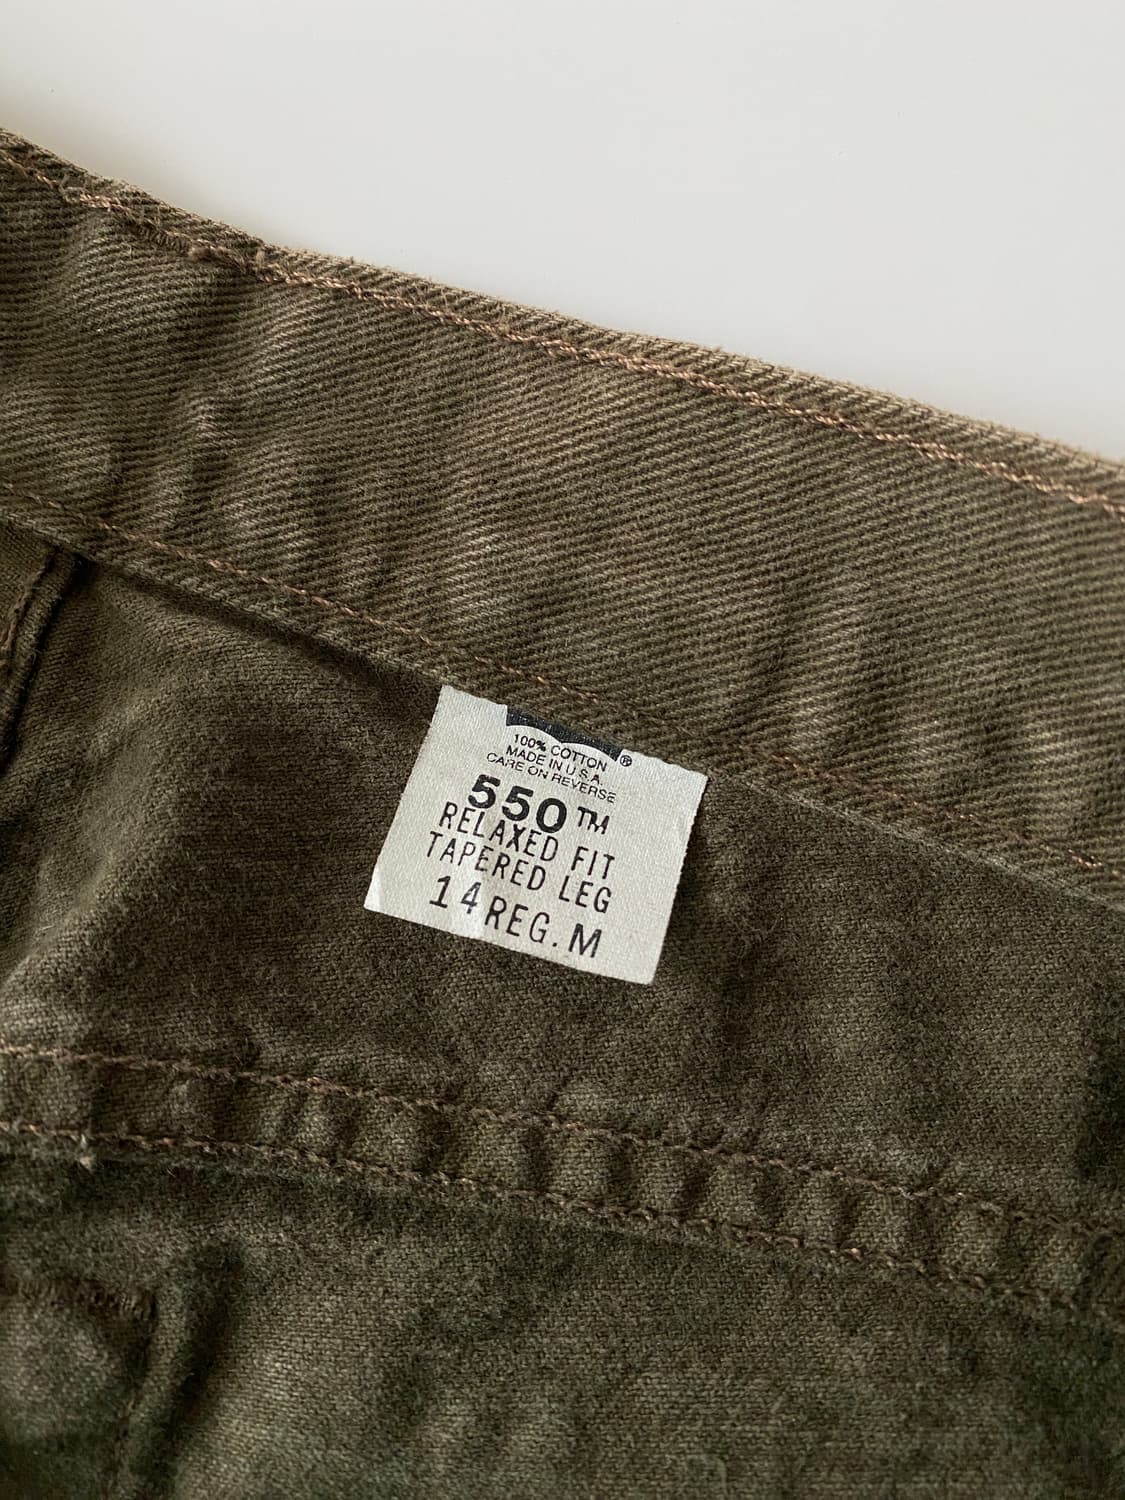 ®
100% COTTON
MADE IN U.S.A.
CARE ON REVERSE
550™
RELAXED FIT
TAPERED LEG
14 REG. M